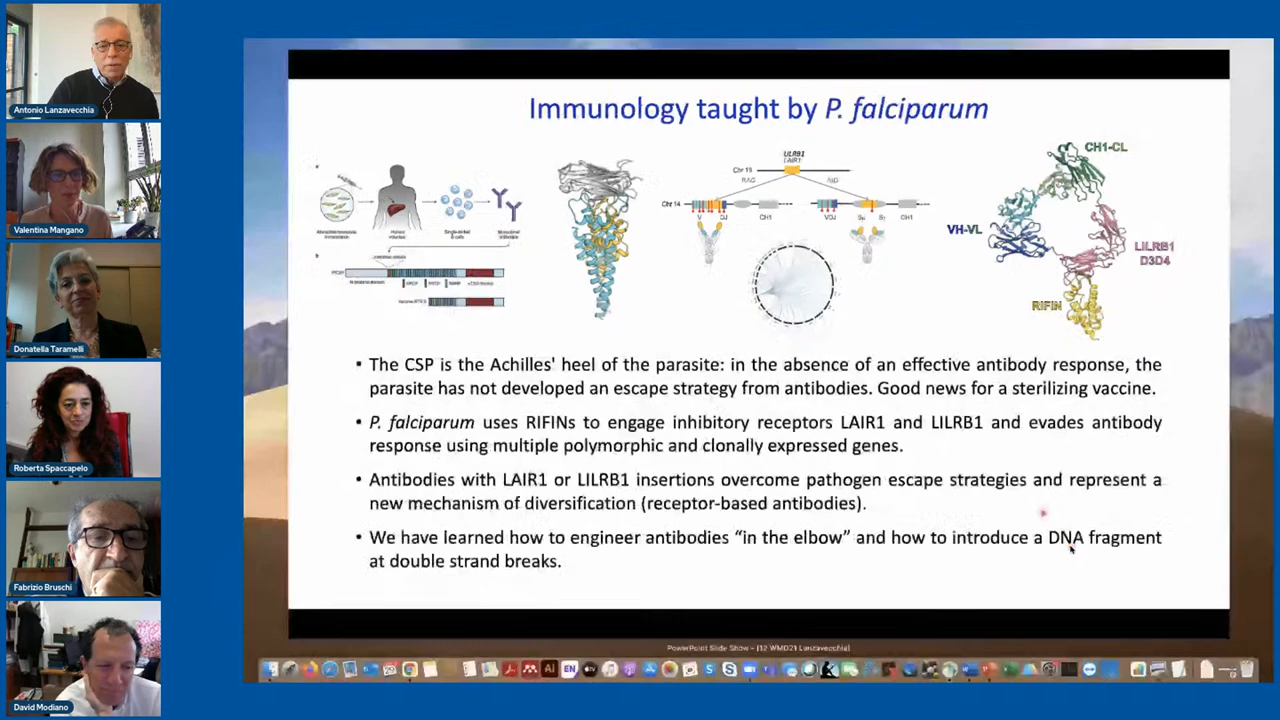 Antonio Lanzavecchia
Valentina Mangano
Donatella Taramelli
Roberta Spaccapelo
Fabrizio Bruschi
David Modiano
Immunology taught by P. falciparum
LILRB1
LAIR1
RAG
AID
Chr 14
V
DJ
CH1
VDJ
CH1
CH1-CL
VH-VL
LILRB1
D3D4
RIFIN
• The CSP is the Achilles' heel of the parasite: in the absence of an effective antibody response, the
parasite has not developed an escape strategy from antibodies. Good news for a sterilizing vaccine.
• P. falciparum uses RIFINs to engage inhibitory receptors LAIR1 and LILRB1 and evades antibody
response using multiple polymorphic and clonally expressed genes.
• Antibodies with LAIR1 or LILRB1 insertions overcome pathogen escape strategies and represent a
new mechanism of diversification (receptor-based antibodies).
• We have learned how to engineer antibodies “in the elbow” and how to introduce a DNA fragment
at double strand breaks.
PowerPoint Slide Show - [12 WMD21 Lanzavecchia]